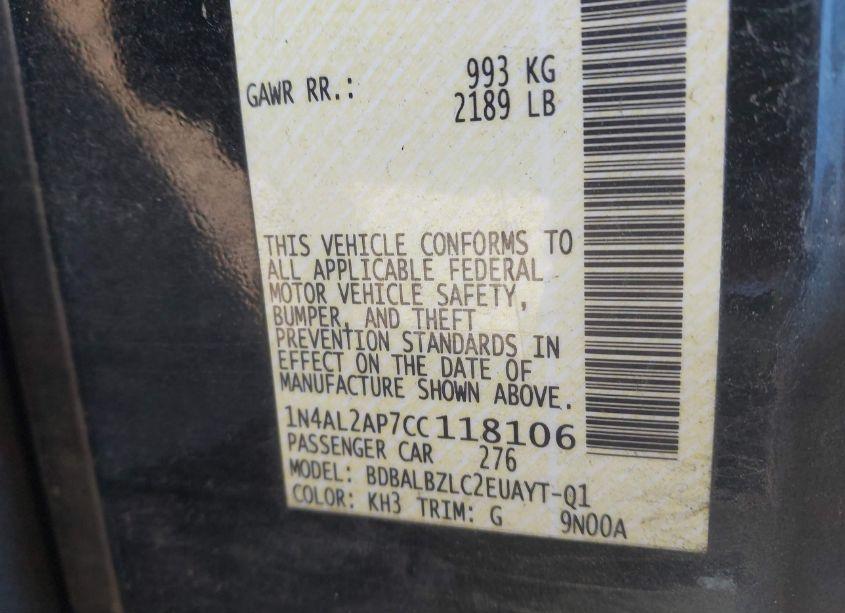 GAWR RR.: 993 KG
2189 LB
THIS VEHICLE CONFORMS TO
ALL APPLICABLE FEDERAL
MOTOR VEHICLE SAFETY,
BUMPER, AND THEFT
PREVENTION STANDARDS IN
EFFECT ON THE DATE OF
MANUFACTURE SHOWN ABOVE.
1N4AL2AP7CC118106
PASSENGER CAR 276
MODEL: BDBALBZLC2EUAYT-Q1
COLOR: KH3 TRIM: G 9N00A